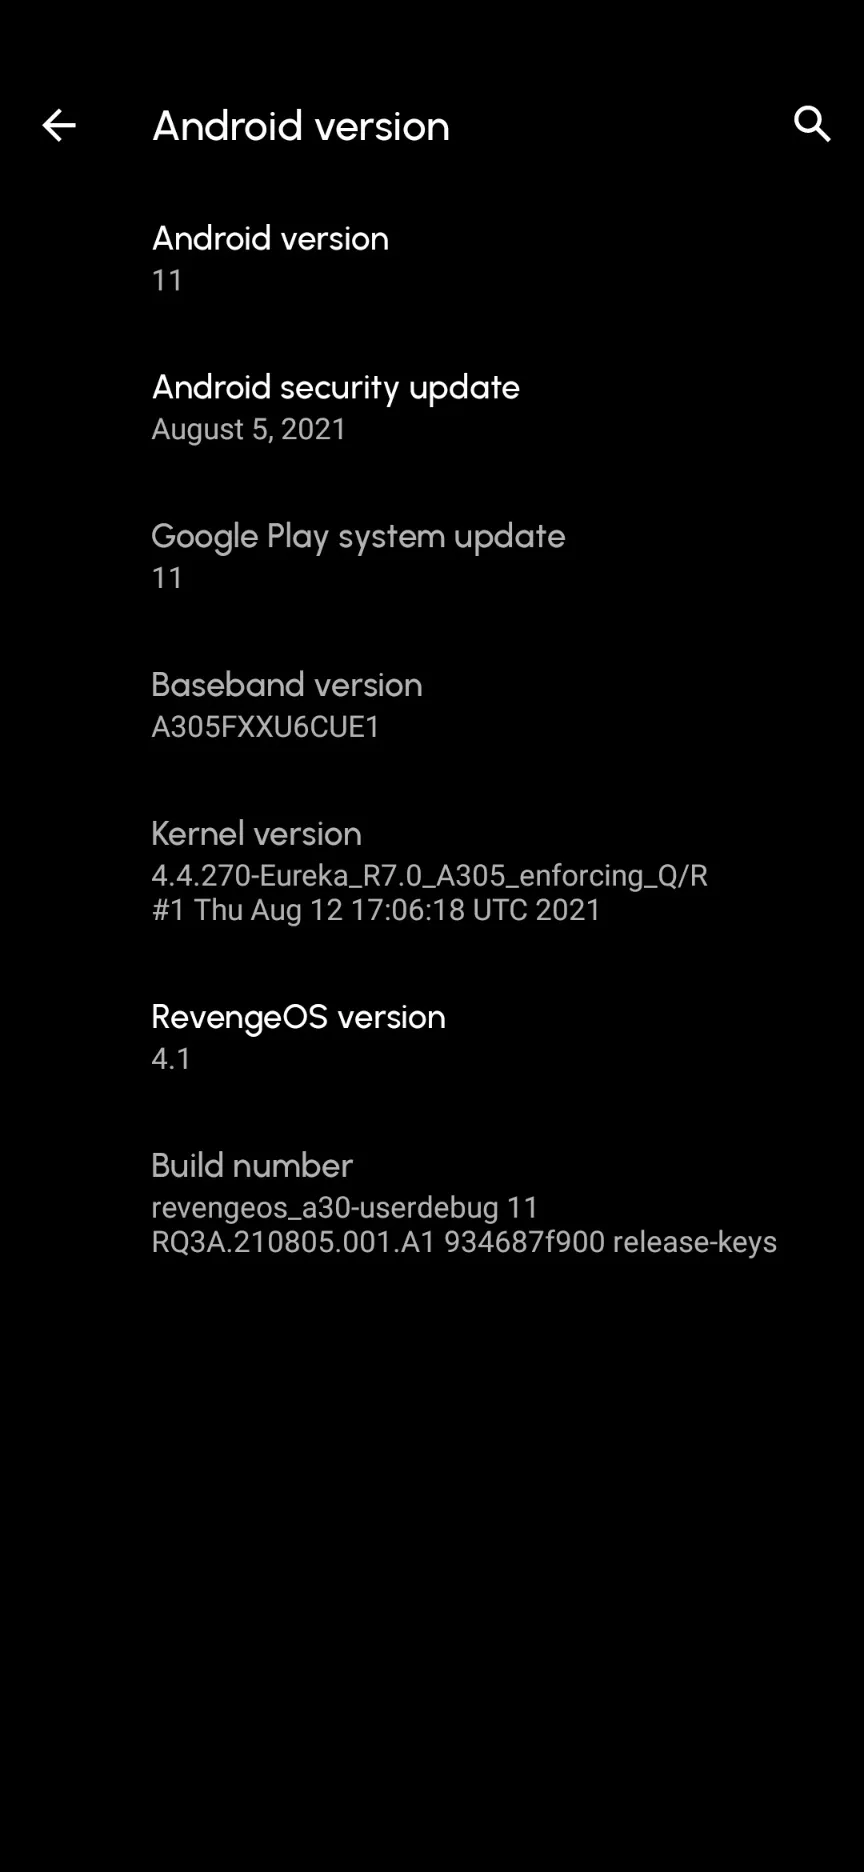 Android version
Android version
11
Android security update
August 5, 2021
Google Play system update
11
Baseband version
A305FXXU6CUE1
Kernel version
4.4.270-Eureka_R7.0_A305_enforcing_Q/R
#1 Thu Aug 12 17:06:18 UTC 2021
RevengeOS version
4.1
Build number
revengeos_a30-userdebug 11
RQ3A.210805.001.A1 934687f900 release-keys